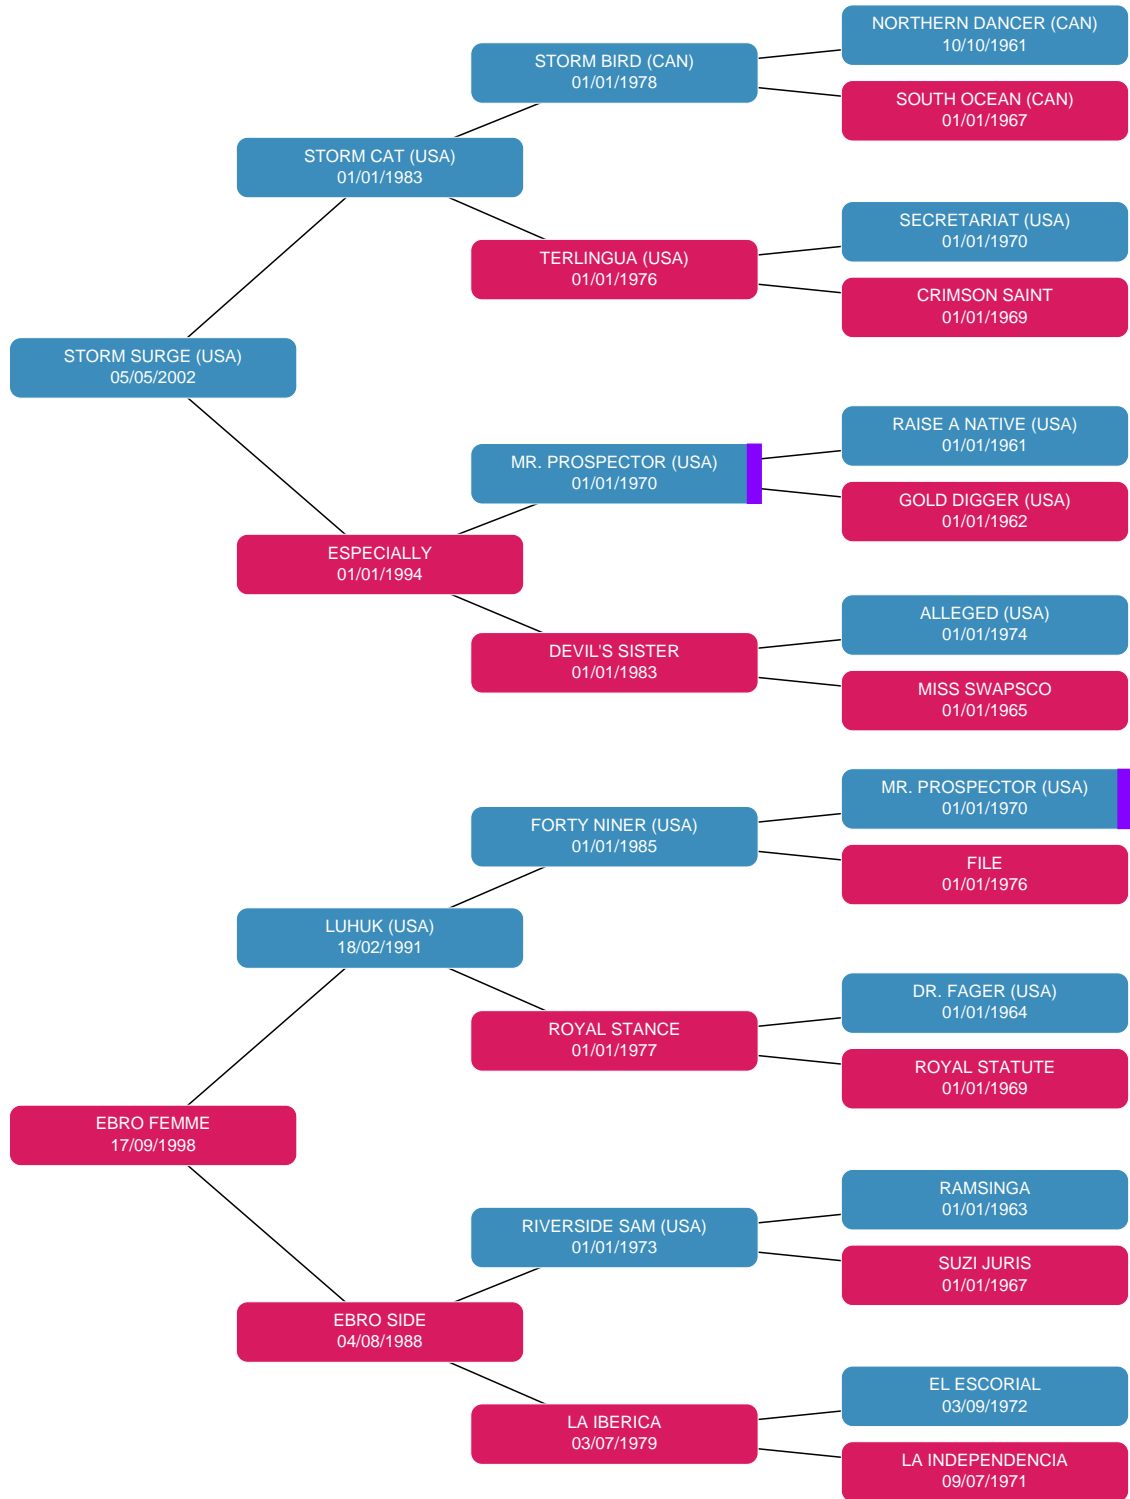 NORTHERN DANCER (CAN)
10/10/1961
STORM BIRD (CAN)
01/01/1978
SOUTH OCEAN (CAN)
01/01/1967
STORM CAT (USA)
01/01/1983
SECRETARIAT (USA)
01/01/1970
TERLINGUA (USA)
01/01/1976
CRIMSON SAINT
01/01/1969
STORM SURGE (USA)
05/05/2002
RAISE A NATIVE (USA)
01/01/1961
MR. PROSPECTOR (USA)
01/01/1970
GOLD DIGGER (USA)
01/01/1962
ESPECIALLY
01/01/1994
ALLEGED (USA)
01/01/1974
DEVIL'S SISTER
01/01/1983
MISS SWAPSCO
01/01/1965
MR. PROSPECTOR (USA)
01/01/1970
FORTY NINER (USA)
01/01/1985
FILE
01/01/1976
LUHUK (USA)
18/02/1991
DR. FAGER (USA)
01/01/1964
ROYAL STANCE
01/01/1977
ROYAL STATUTE
01/01/1969
EBRO FEMME
17/09/1998
RAMSINGA
01/01/1963
RIVERSIDE SAM (USA)
01/01/1973
SUZI JURIS
01/01/1967
EBRO SIDE
04/08/1988
EL ESCORIAL
03/09/1972
LA IBERICA
03/07/1979
LA INDEPENDENCIA
09/07/1971